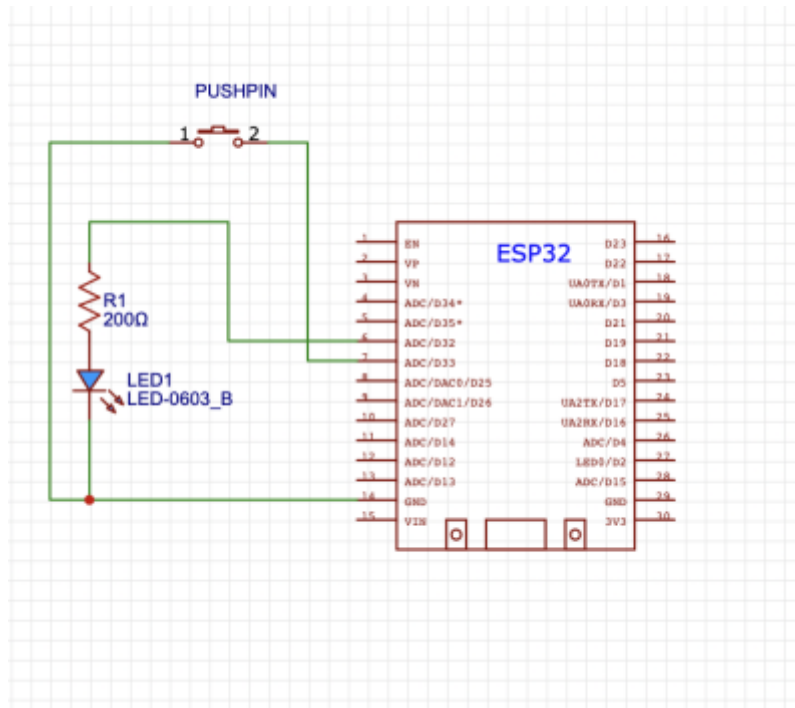 PUSHPIN
1 2
R1
200Ω
LED1
LED-0603_B
ESP32
1 EN D23 16
2 VP D22 17
3 VN UA0TX/D1 18
4 ADC/D34* UA0RX/D3 19
5 ADC/D35* D21 20
6 ADC/D32 D19 21
7 ADC/D33 D18 22
8 ADC/DAC0/D25 D5 23
9 ADC/DAC1/D26 UA2TX/D17 24
10 ADC/D27 UA2RX/D16 25
11 ADC/D14 ADC/D4 26
12 ADC/D12 LED0/D2 27
13 ADC/D13 ADC/D15 28
14 GND GND 29
15 VIN 3V3 30